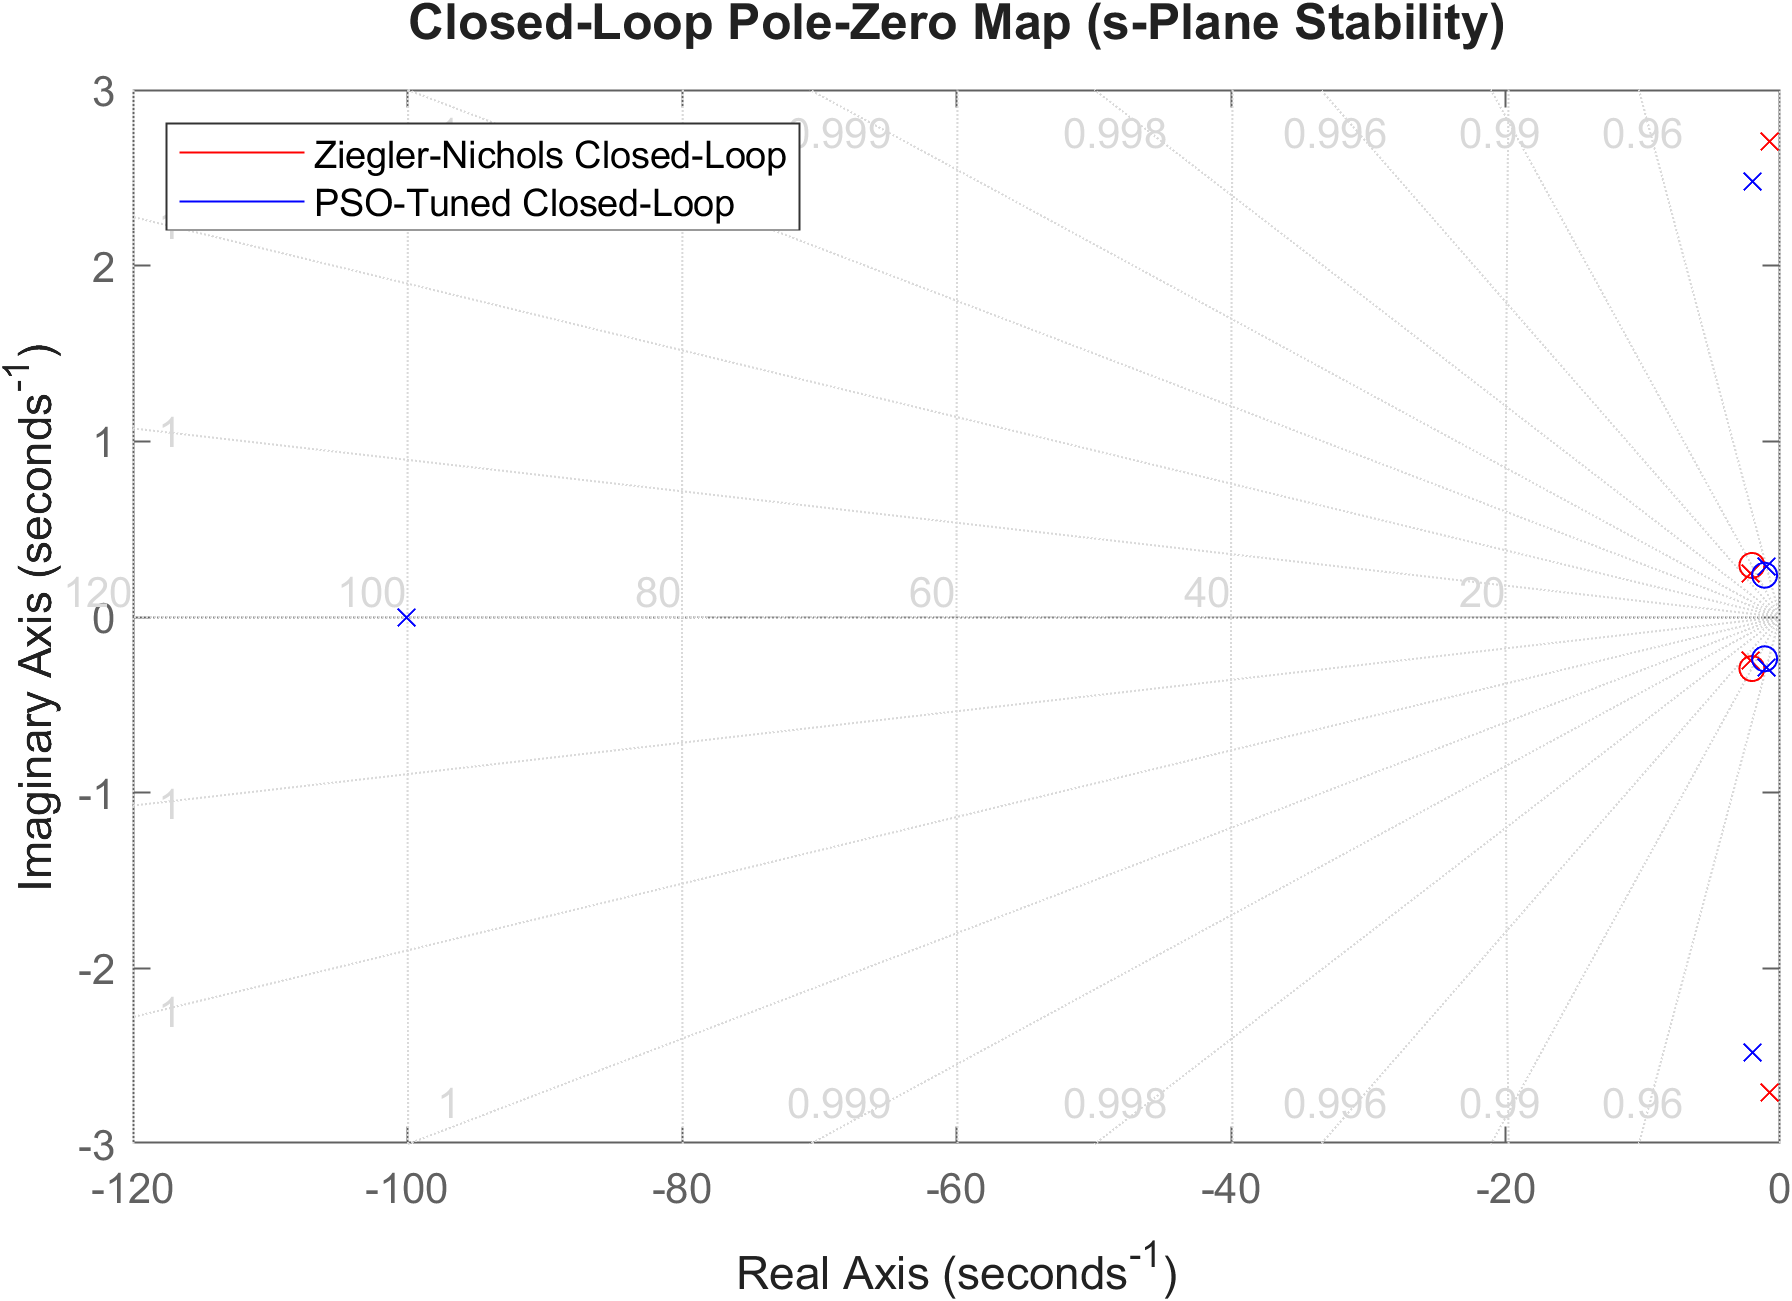 Closed-Loop Pole-Zero Map (s-Plane Stability)
3
0.999 0.998 0.996 0.99 0.96
Ziegler-Nichols Closed-Loop
PSO-Tuned Closed-Loop
2
1
1
120 100 80 60 40 20
0
-1
1
-2
1
1 0.999 0.998 0.996 0.99 0.96
-3
-120 -100 -80 -60 -40 -20 0
Imaginary Axis (seconds⁻¹)
Real Axis (seconds⁻¹)